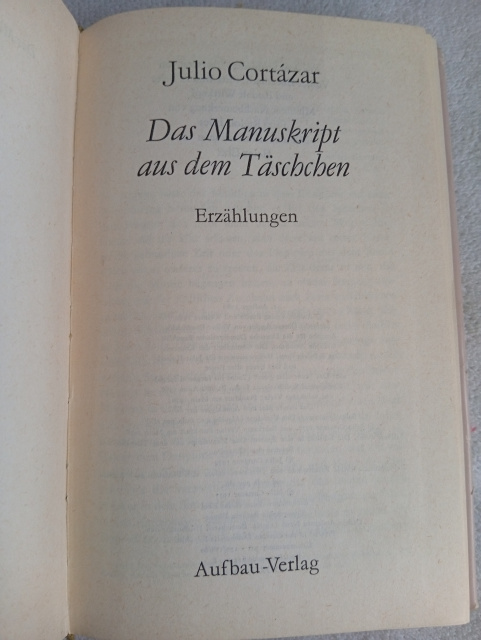 Julio Cortázar
Das Manuskript
aus dem Täschchen
Erzählungen
Aufbau-Verlag